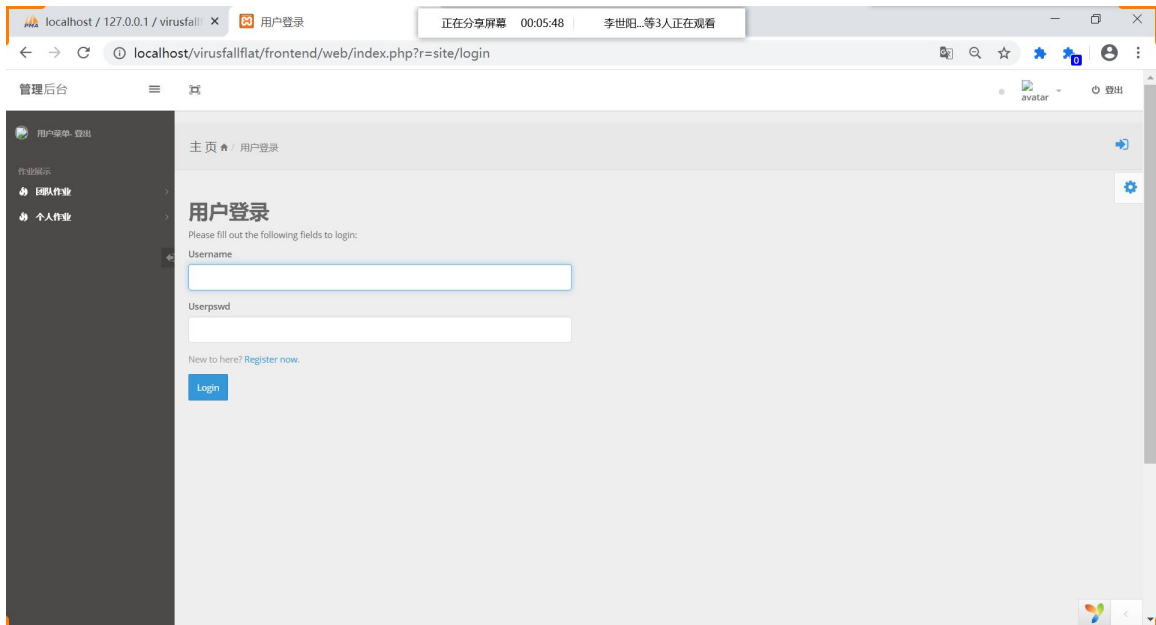 localhost / 127.0.0.1 / virusfall
用户登录
正在分享屏幕 00:05:48 李世阳...等3人正在观看
localhost/virusfallflat/frontend/web/index.php?r=site/login
0
管理后台
avatar
登出
用户菜单- 登出
主 页 / 用户登录
作业展示
团队作业
个人作业
用户登录
Please fill out the following fields to login:
Username
Userpswd
New to here? Register now.
Login